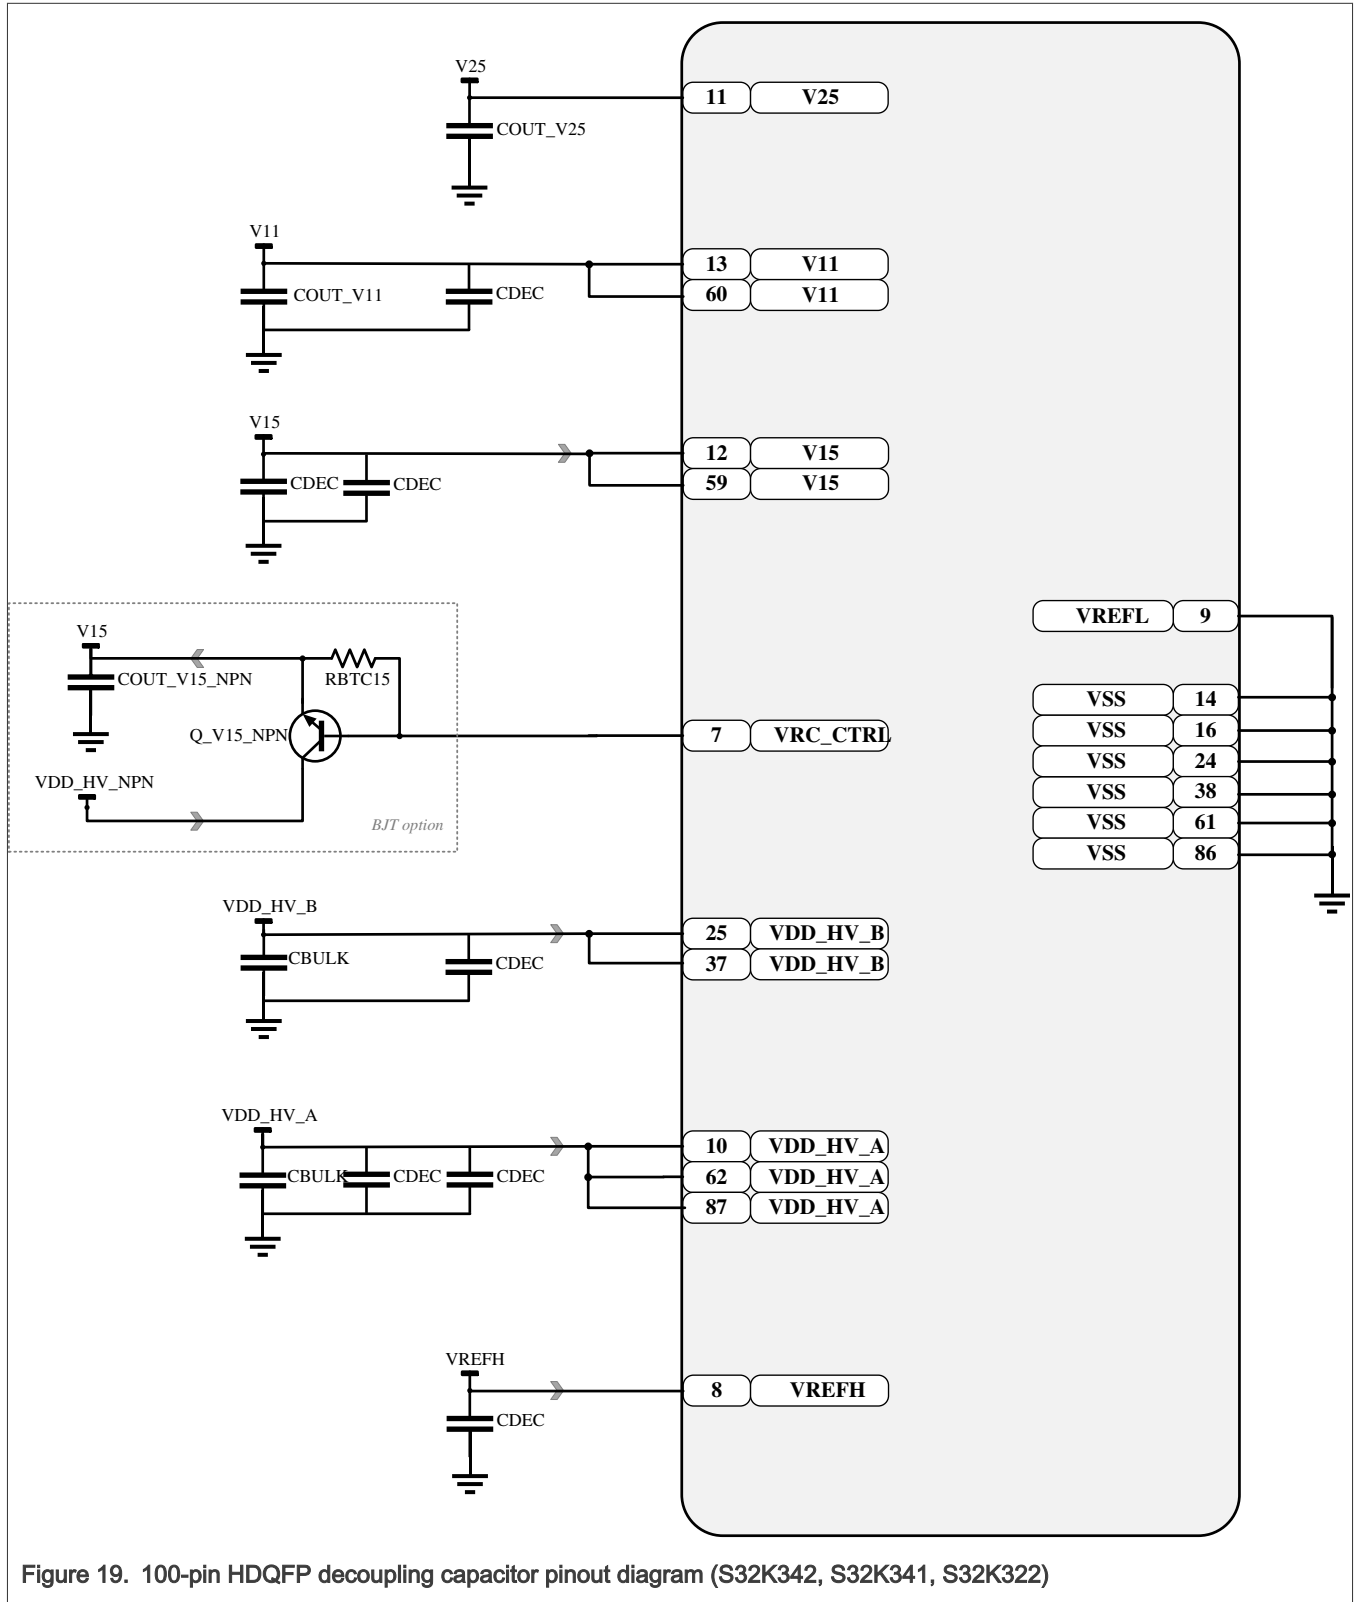 V25
11 V25
COUT_V25
V11
13 V11
COUT_V11 CDEC 60 V11
V15
12 V15
CDEC CDEC 59 V15
VREFL 9
V15
COUT_V15_NPN RBTC15
VSS 14
VSS 16
Q_V15_NPN 7 VRC_CTRL
VSS 24
VDD_HV_NPN
VSS 38
BJT option
VSS 61
VSS 86
VDD_HV_B
25 VDD_HV_B
CBULK CDEC 37 VDD_HV_B
VDD_HV_A
10 VDD_HV_A
CBULK CDEC CDEC 62 VDD_HV_A
87 VDD_HV_A
VREFH
8 VREFH
CDEC
Figure 19. 100-pin HDQFP decoupling capacitor pinout diagram (S32K342, S32K341, S32K322)